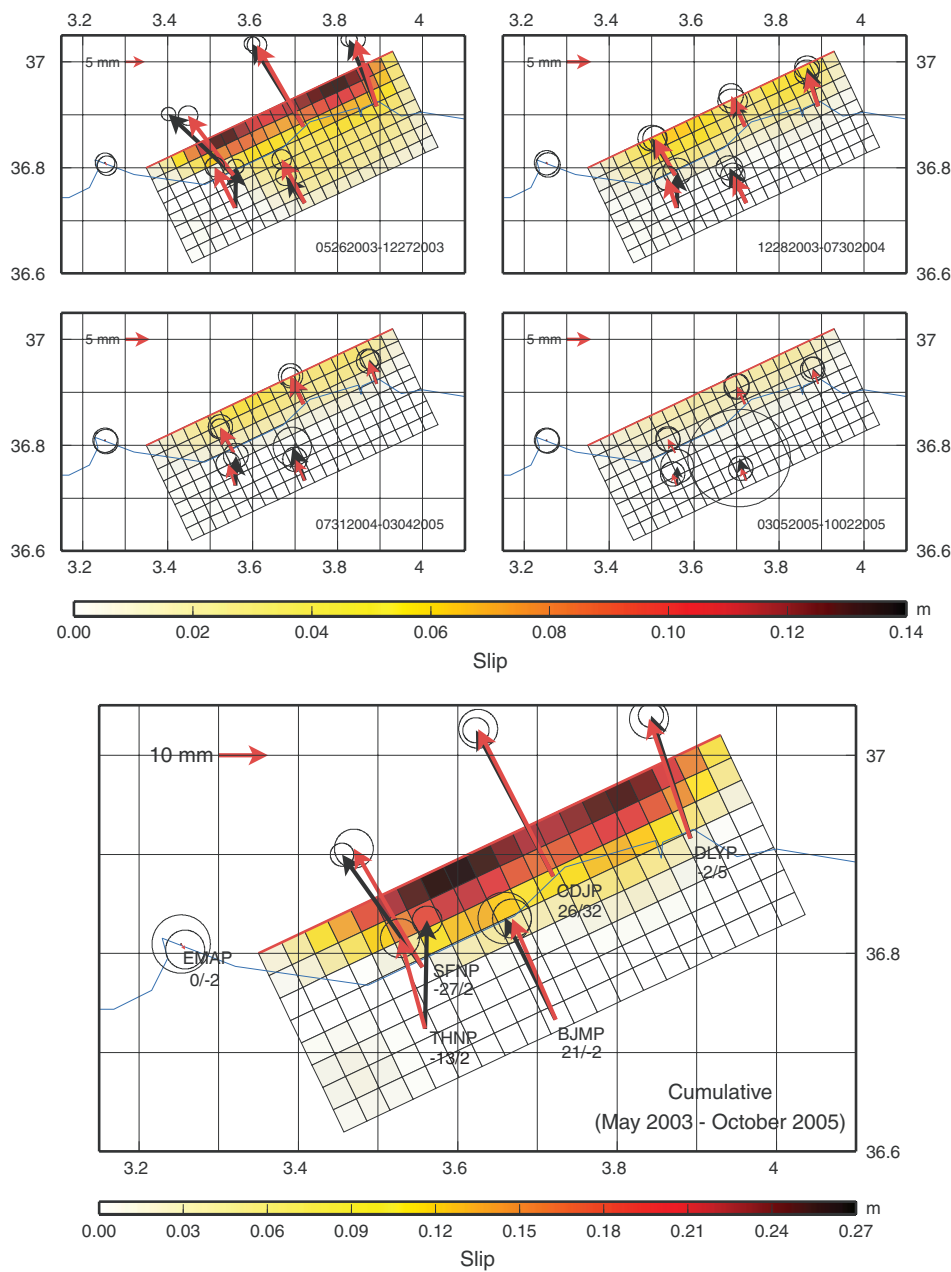 3.2 3.4 3.6 3.8 4
3.2 3.4 3.6 3.8 4
37
5 mm
5 mm
37
36.8
36.8
05262003-12272003
12282003-07302004
36.6
36.6
37
5 mm
5 mm
37
36.8
36.8
07312004-03042005
03052005-10022005
36.6
36.6
3.2 3.4 3.6 3.8 4
3.2 3.4 3.6 3.8 4
m
0.00 0.02 0.04 0.06 0.08 0.10 0.12 0.14
Slip
10 mm
37
DLYP
-2/5
CDJP
26/32
EMAP
0/-2
36.8
SFNP
-27/2
THNP
-13/2
BJMP
21/-2
Cumulative
(May 2003 - October 2005)
36.6
3.2 3.4 3.6 3.8 4
m
0.00 0.03 0.06 0.09 0.12 0.15 0.18 0.21 0.24 0.27
Slip